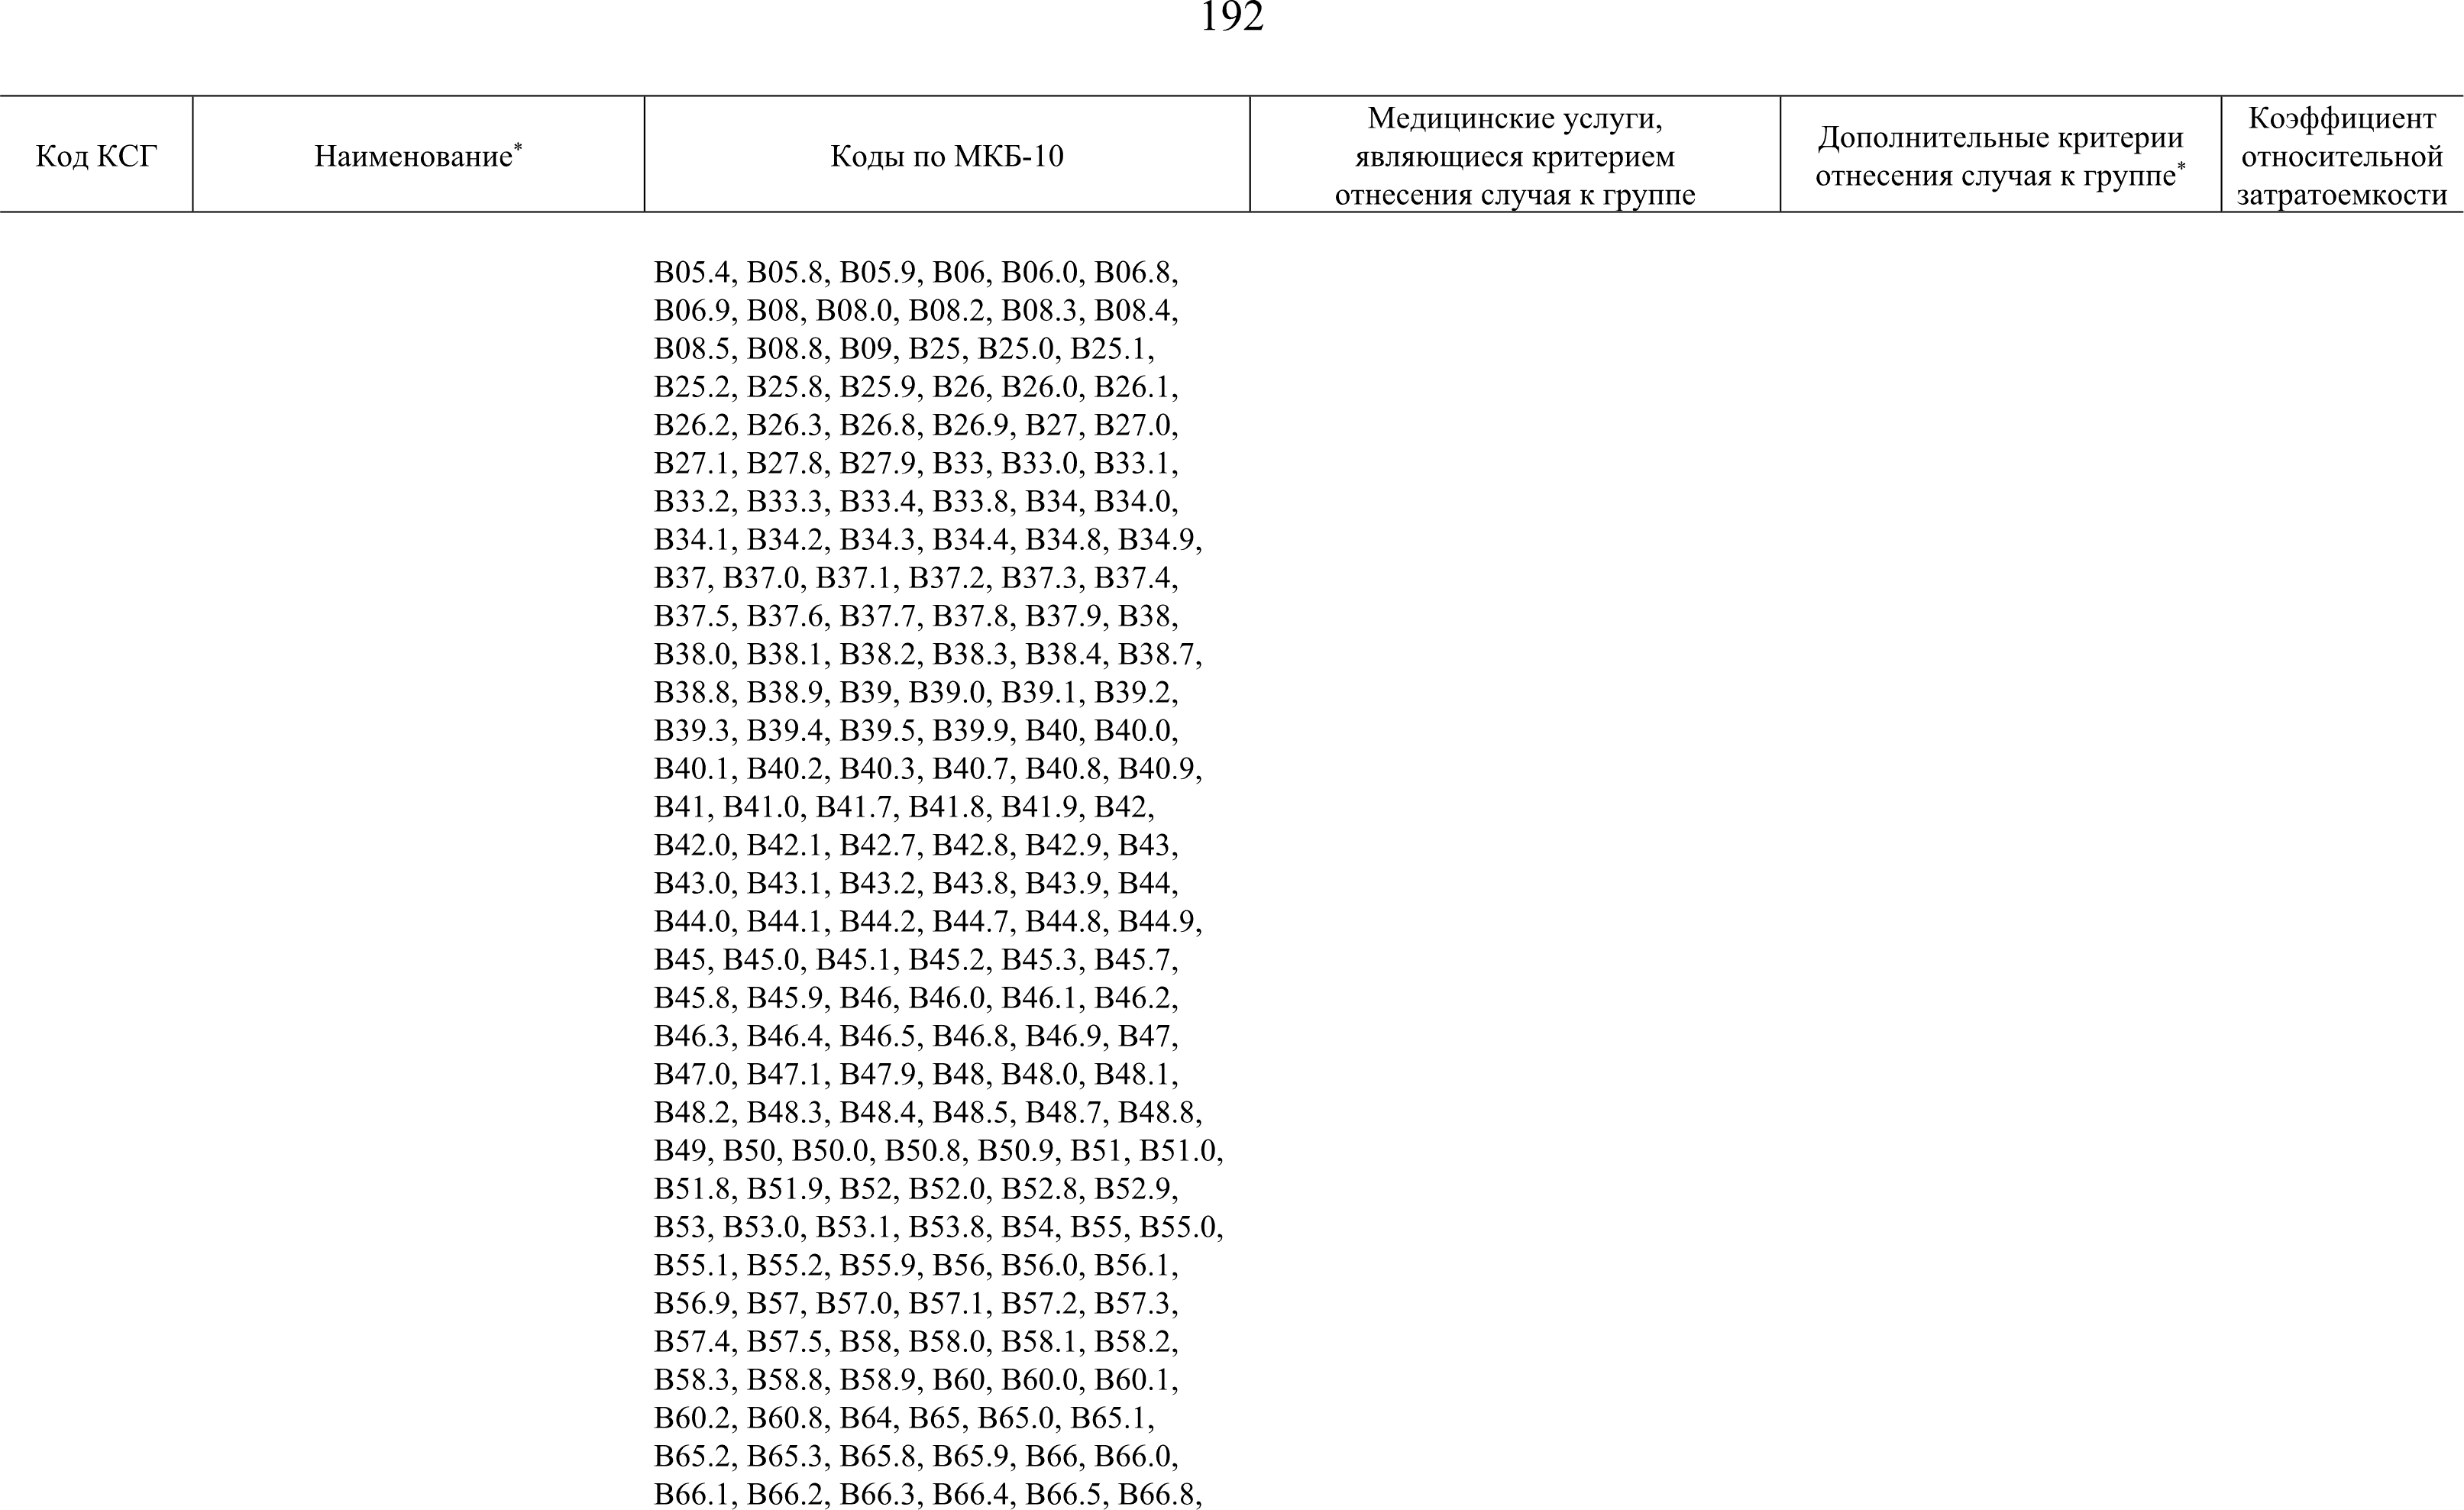 192
Код КСГ
Наименование*
Коды по МКБ-10
Медицинские услуги,
являющиеся критерием
отнесения случая к группе
Дополнительные критерии
отнесения случая к группе*
Коэффициент
относительной
затратоемкости
B05.4, B05.8, B05.9, B06, B06.0, B06.8,
B06.9, B08, B08.0, B08.2, B08.3, B08.4,
B08.5, B08.8, B09, B25, B25.0, B25.1,
B25.2, B25.8, B25.9, B26, B26.0, B26.1,
B26.2, B26.3, B26.8, B26.9, B27, B27.0,
B27.1, B27.8, B27.9, B33, B33.0, B33.1,
B33.2, B33.3, B33.4, B33.8, B34, B34.0,
B34.1, B34.2, B34.3, B34.4, B34.8, B34.9,
B37, B37.0, B37.1, B37.2, B37.3, B37.4,
B37.5, B37.6, B37.7, B37.8, B37.9, B38,
B38.0, B38.1, B38.2, B38.3, B38.4, B38.7,
B38.8, B38.9, B39, B39.0, B39.1, B39.2,
B39.3, B39.4, B39.5, B39.9, B40, B40.0,
B40.1, B40.2, B40.3, B40.7, B40.8, B40.9,
B41, B41.0, B41.7, B41.8, B41.9, B42,
B42.0, B42.1, B42.7, B42.8, B42.9, B43,
B43.0, B43.1, B43.2, B43.8, B43.9, B44,
B44.0, B44.1, B44.2, B44.7, B44.8, B44.9,
B45, B45.0, B45.1, B45.2, B45.3, B45.7,
B45.8, B45.9, B46, B46.0, B46.1, B46.2,
B46.3, B46.4, B46.5, B46.8, B46.9, B47,
B47.0, B47.1, B47.9, B48, B48.0, B48.1,
B48.2, B48.3, B48.4, B48.5, B48.7, B48.8,
B49, B50, B50.0, B50.8, B50.9, B51, B51.0,
B51.8, B51.9, B52, B52.0, B52.8, B52.9,
B53, B53.0, B53.1, B53.8, B54, B55, B55.0,
B55.1, B55.2, B55.9, B56, B56.0, B56.1,
B56.9, B57, B57.0, B57.1, B57.2, B57.3,
B57.4, B57.5, B58, B58.0, B58.1, B58.2,
B58.3, B58.8, B58.9, B60, B60.0, B60.1,
B60.2, B60.8, B64, B65, B65.0, B65.1,
B65.2, B65.3, B65.8, B65.9, B66, B66.0,
B66.1, B66.2, B66.3, B66.4, B66.5, B66.8,